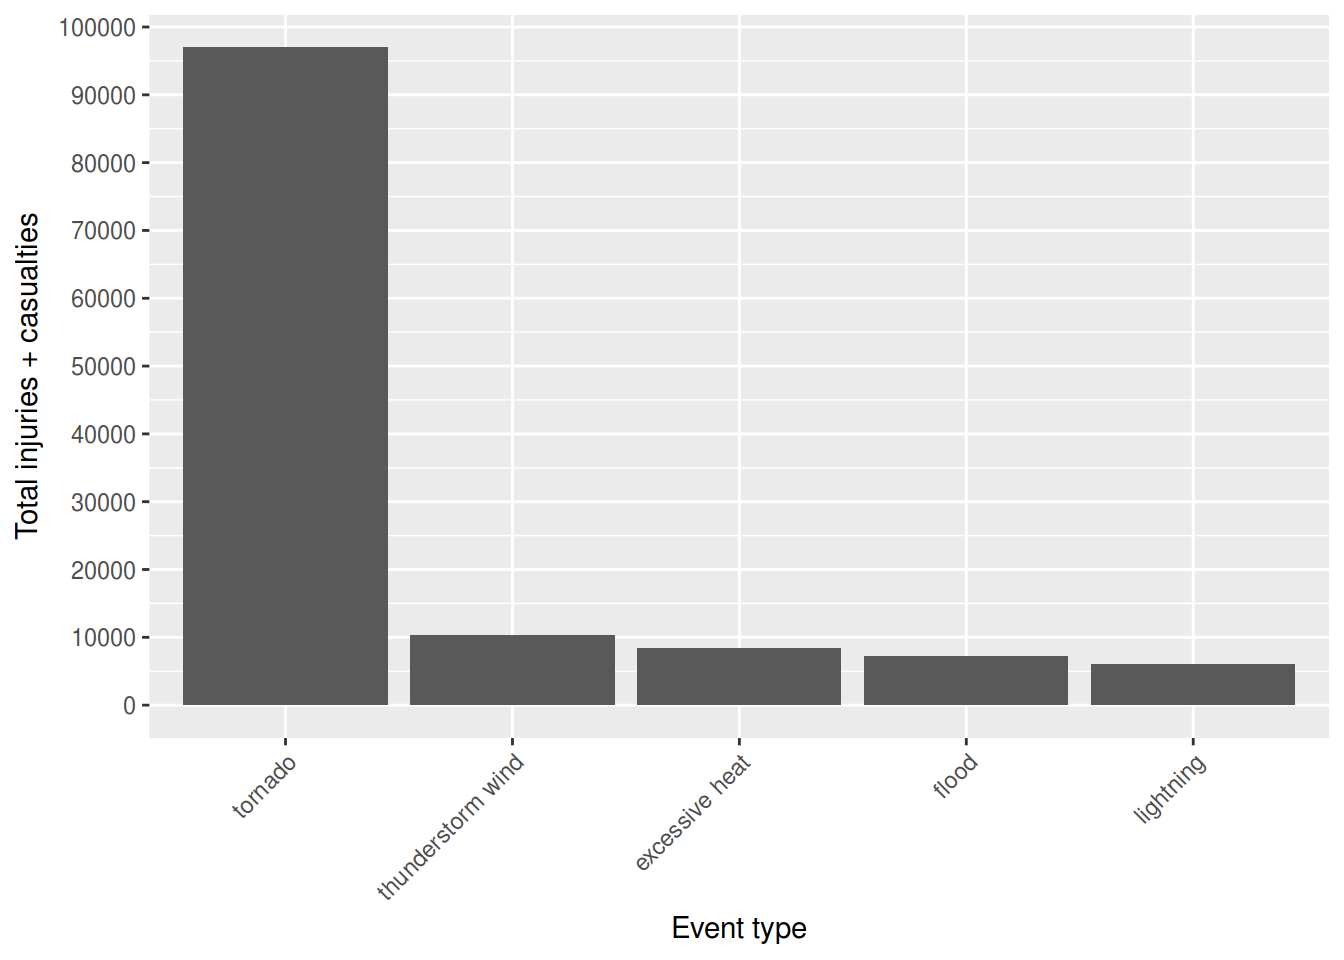 Total injuries + casualties
100000
90000
80000
70000
60000
50000
40000
30000
20000
10000
0
tornado
thunderstorm wind
excessive heat
flood
lightning
Event type